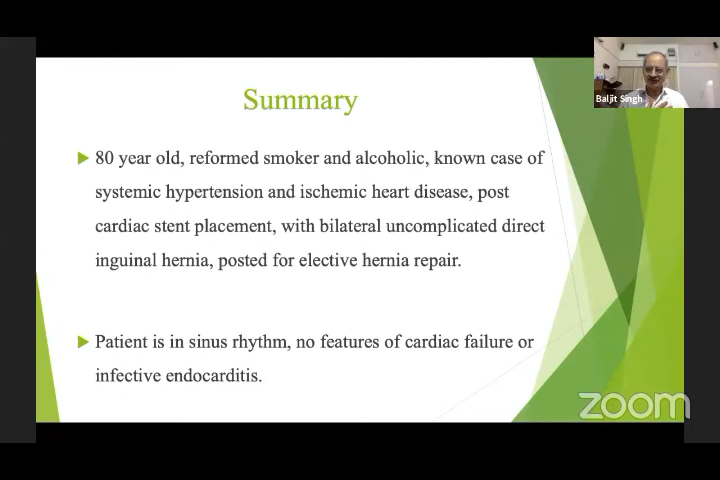 Summary
80 year old, reformed smoker and alcoholic, known case of
systemic hypertension and ischemic heart disease, post
cardiac stent placement, with bilateral uncomplicated direct
inguinal hernia, posted for elective hernia repair.
Patient is in sinus rhythm, no features of cardiac failure or
infective endocarditis.
Baljit Singh
zoom